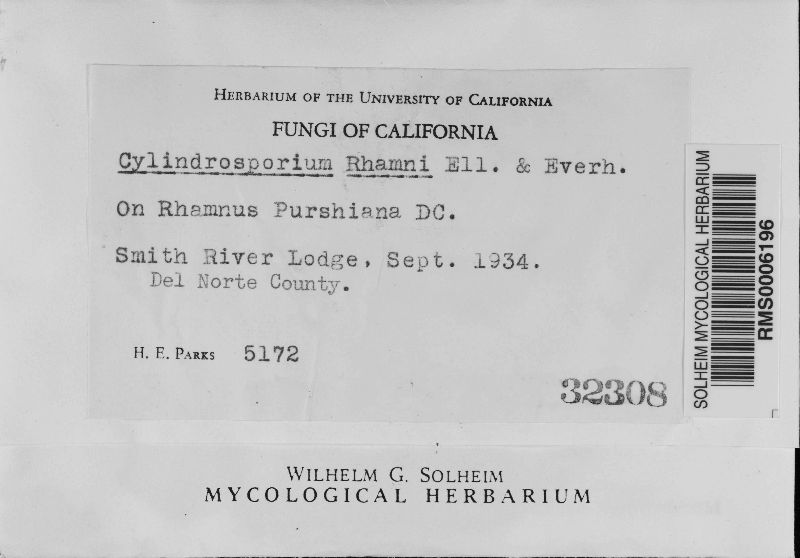 HERBARIUM OF THE UNIVERSITY OF CALIFORNIA
FUNGI OF CALIFORNIA
Cylindrosporium Rhamni Ell. & Everh.
On Rhamnus Purshiana DC.
Smith River Lodge, Sept. 1934.
Del Norte County.
H. E. PARKS 5172
32308
SOLHEIM MYCOLOGICAL HERBARIUM
RMS0006196
WILHELM G. SOLHEIM
MYCOLOGICAL HERBARIUM